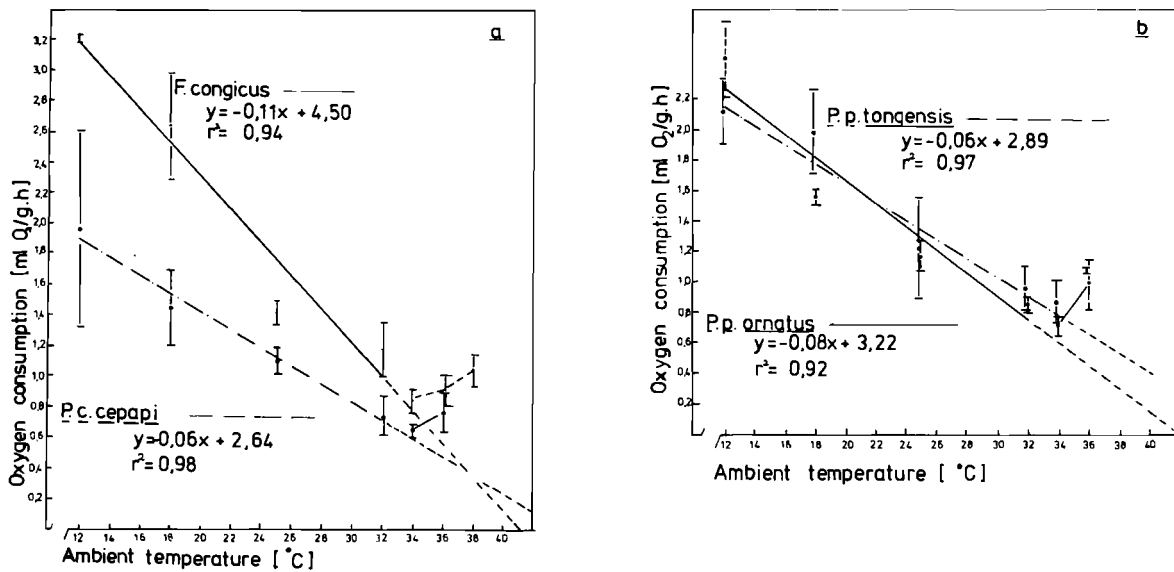 a
3,2
3,0
2,8
2,6
2,4
2,2
2,0
1,8
1,6
1,4
1,2
1,0
0,8
0,6
0,4
0,2
Oxygen consumption [ml O₂/g.h]
F. congicus
y=-0,11x + 4,50
r²= 0,94
P.c. cepapi
y=-0,06x + 2,64
r²=0,98
12 14 16 18 20 22 24 26 28 30 32 34 36 38 40
Ambient temperature [ °C]
b
2,2
2,0
1,8
1,6
1,4
1,2
1,0
0,8
0,6
0,4
0,2
Oxygen consumption [ml O₂/g.h]
P.p. tongensis
y=-0,06x + 2,89
r²= 0,97
P.p. ornatus
y=-0,08x + 3,22
r²= 0,92
12 14 16 18 20 22 24 26 28 30 32 34 36 38 40
Ambient temperature [ °C]